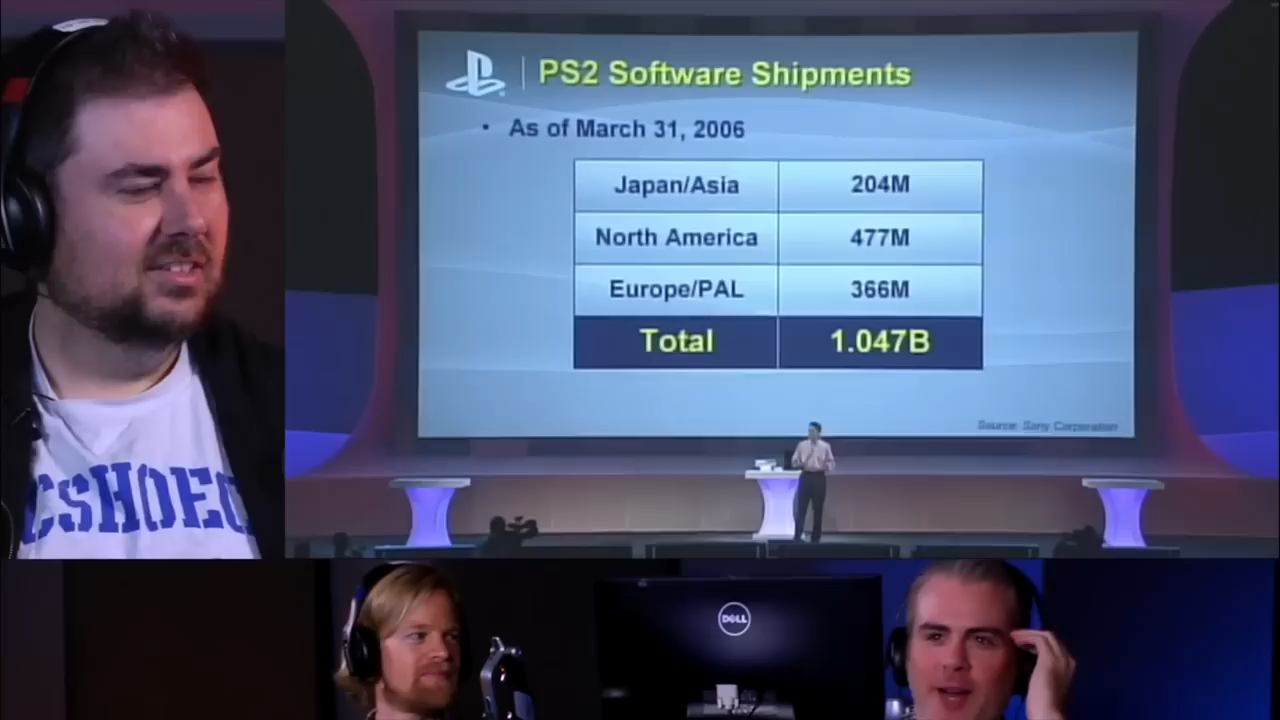 PS2 Software Shipments
• As of March 31, 2006
Japan/Asia 204M
North America 477M
Europe/PAL 366M
Total 1.047B
Source: Sony Corporation
CSHOEC
DELL